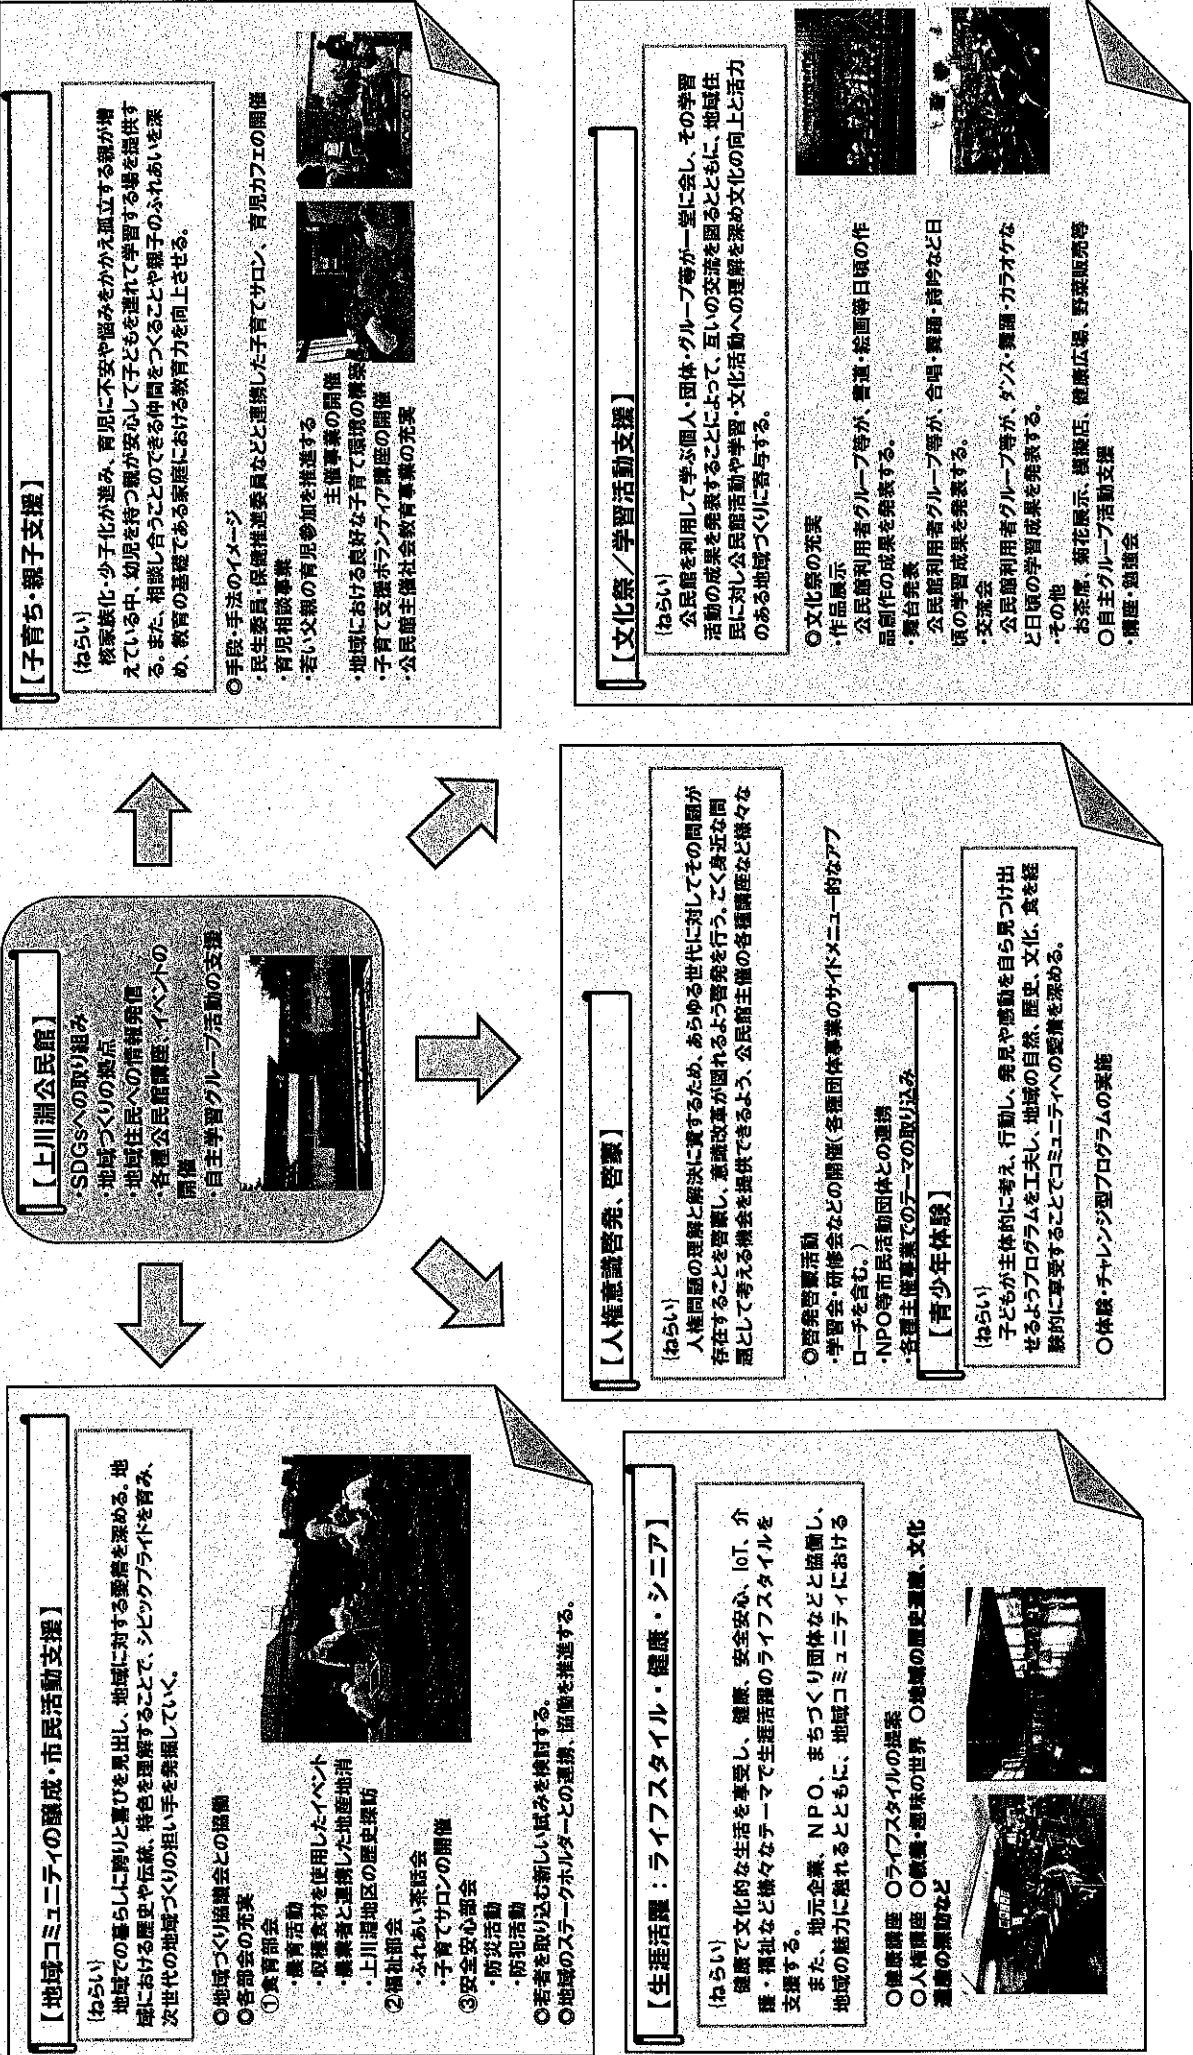 【地域コミュニティの醸成・市民活動支援】
{ねらい}
地域での暮らしに誇りと喜びを見出し、地域に対する愛着を深める。地
域における歴史や伝統、特色を理解することで、シビックプライドを育み、
次世代の地域づくりの担い手を発掘していく。
○地域づくり協議会との協働
○各部会の充実
①食育部会
・農育活動
・収穫食材を使用したイベント
・農業者と連携した地産地消
・上川淵地区の歴史探訪
②福祉部会
・ふれあい茶話会
・子育てサロンの開催
③安全安心部会
・防災活動
・防犯活動
○若者を取り込む新しい試みを検討する。
○地域のステークホルダーとの連携、協働を推進する。
【上川淵公民館】
・SDGsへの取り組み
・地域づくりの拠点
・地域住民への情報発信
・各種公民館講座、イベントの
開催
・自主学習グループ活動の支援
【子育ち・親子支援】
{ねらい}
核家族化・少子化が進み、育児に不安や悩みをかかえ孤立する親が増
えている中、幼児を持つ親が安心して子どもを連れて学習する場を提供す
る。また、相談し合うことのできる仲間をつくることや親子のふれあいを深
め、教育の基礎である家庭における教育力を向上させる。
○手段・手法のイメージ
・民生委員・保健推進委員などと連携した子育てサロン、育児カフェの開催
・育児相談事業
・若い父親の育児参加を推進する
主催事業の開催
・地域における良好な子育て環境の構築
・子育て支援ボランティア講座の開催
・公民館主催社会教育事業の充実
【生涯活躍：ライフスタイル・健康・シニア】
{ねらい}
健康で文化的な生活を享受し、健康、安全安心、IoT、介
護・福祉など様々なテーマで生涯活躍のライフスタイルを
支援する。
また、地元企業、ＮＰＯ、まちづくり団体などと協働し、
地域の魅力に触れるとともに、地域コミュニティにおける
○健康講座 ○ライフスタイルの提案
○人権講座 ○教養・趣味の世界 ○地域の歴史遺産、文化
遺産の探訪など
【人権意識啓発、啓蒙】
{ねらい}
人権問題の理解と解決に資するため、あらゆる世代に対してその問題が
存在することを啓蒙し、意識改革が図れるよう啓発を行う。ごく身近な問
題として考える機会を提供できるよう、公民館主催の各種講座など様々な
○啓発啓蒙活動
・学習会・研修会などの開催（各種団体事業のサイドメニュー的なアプ
ローチを含む。）
・NPO等市民活動団体との連携
・各種主催事業でのテーマの取り込み
【青少年体験】
{ねらい}
子どもが主体的に考え、行動し、発見や感動を自ら見つけ出
せるようプログラムを工夫し、地域の自然、歴史、文化、食を経
験的に享受することでコミュニティへの愛着を深める。
○体験・チャレンジ型プログラムの実施
【文化祭／学習活動支援】
{ねらい}
公民館を利用して学ぶ個人・団体・グループ等が一堂に会し、その学習
活動の成果を発表することによって、互いの交流を図るとともに、地域住
民に対し公民館活動や学習・文化活動への理解を深め文化の向上と活力
のある地域づくりに寄与する。
○文化祭の充実
・作品展示
公民館利用者グループ等が、書道・絵画等日頃の作
品創作の成果を発表する。
・舞台発表
公民館利用者グループ等が、合唱・舞踊・詩吟など日
頃の学習成果を発表する。
・交流会
公民館利用者グループ等が、ダンス・舞踊・カラオケな
ど日頃の学習成果を発表する。
・その他
お茶席、菊花展示、模擬店、健康広場、野菜販売等
○自主グループ活動支援
・講座・勉強会